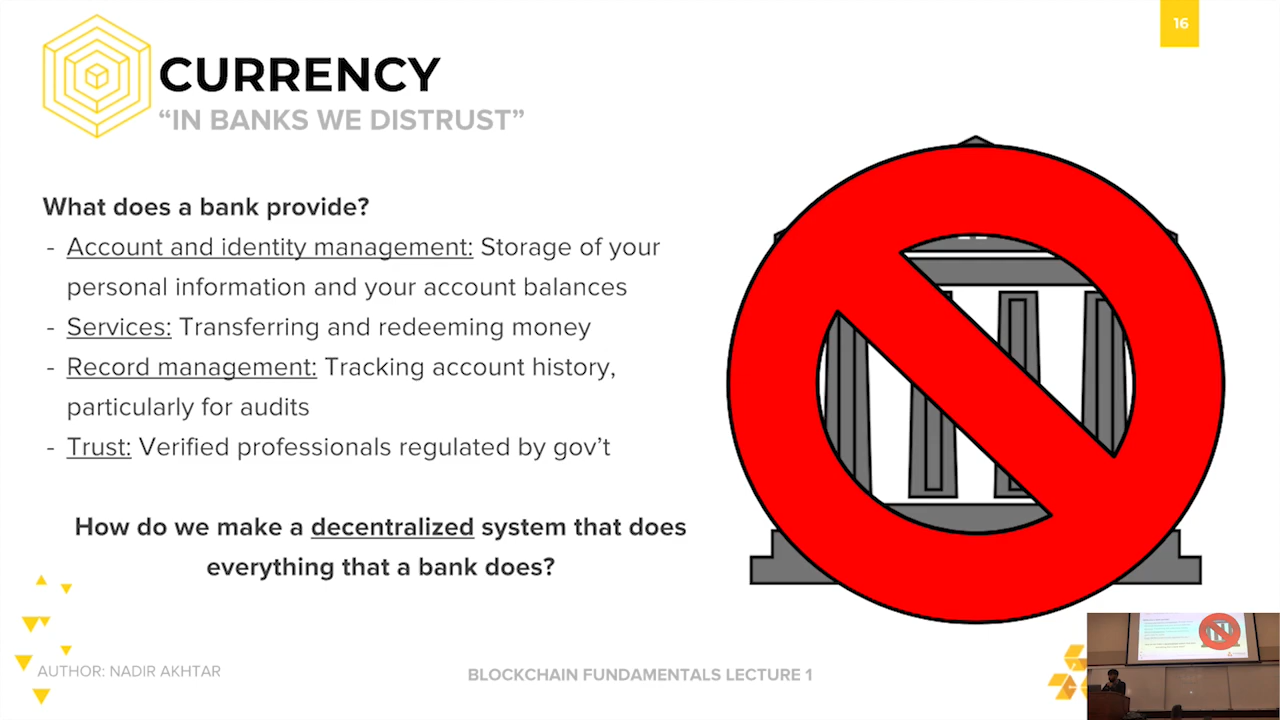 16
CURRENCY
“IN BANKS WE DISTRUST”
What does a bank provide?
- Account and identity management: Storage of your
personal information and your account balances
- Services: Transferring and redeeming money
- Record management: Tracking account history,
particularly for audits
- Trust: Verified professionals regulated by gov’t
How do we make a decentralized system that does
everything that a bank does?
AUTHOR: NADIR AKHTAR
BLOCKCHAIN FUNDAMENTALS LECTURE 1